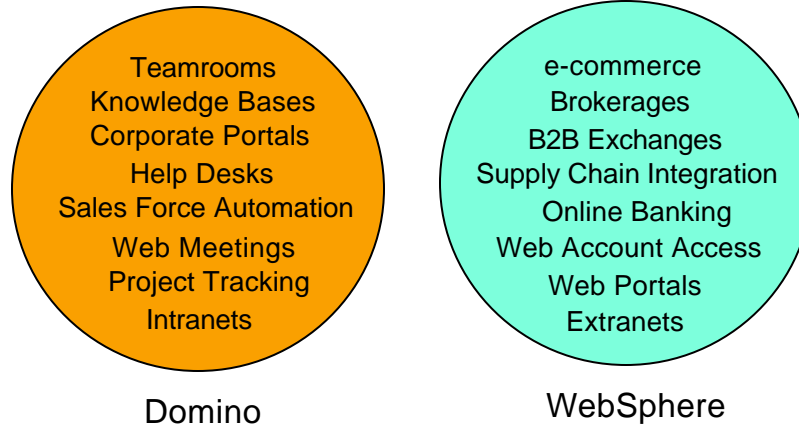 Teamrooms
Knowledge Bases
Corporate Portals
Help Desks
Sales Force Automation
Web Meetings
Project Tracking
Intranets
Domino
e-commerce
Brokerages
B2B Exchanges
Supply Chain Integration
Online Banking
Web Account Access
Web Portals
Extranets
WebSphere